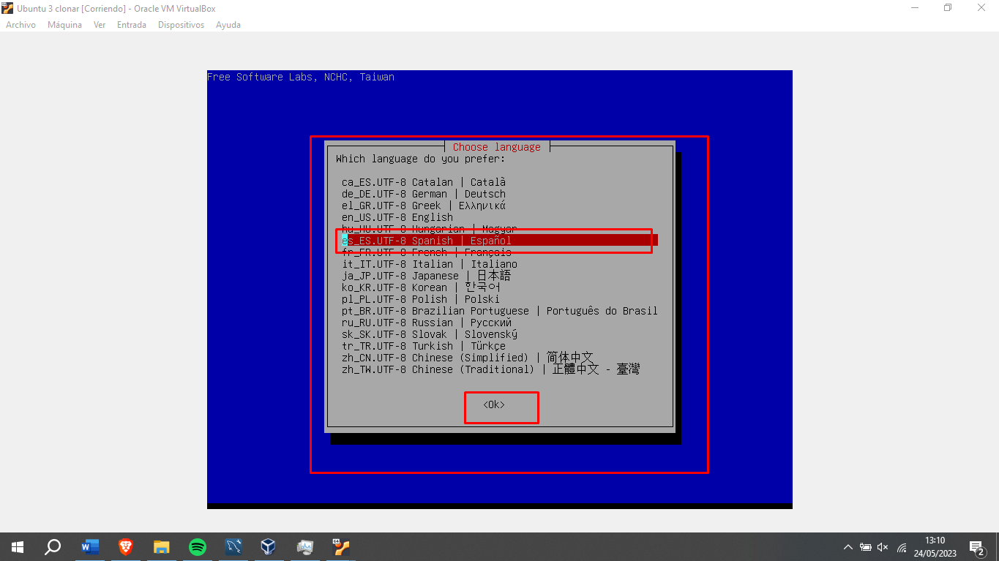 Ubuntu 3 clonar [Corriendo] - Oracle VM VirtualBox
Archivo Máquina Ver Entrada Dispositivos Ayuda
Free Software Labs, NCHC, Taiwan
Choose language
Which language do you prefer:
ca_ES.UTF-8 Catalan | Català
de_DE.UTF-8 German | Deutsch
el_GR.UTF-8 Greek | Ελληνικά
en_US.UTF-8 English
hu_HU.UTF-8 Hungarian | Magyar
es_ES.UTF-8 Spanish | Español
fr_FR.UTF-8 French | Français
it_IT.UTF-8 Italian | Italiano
ja_JP.UTF-8 Japanese | 日本語
ko_KR.UTF-8 Korean | 한국어
pl_PL.UTF-8 Polish | Polski
pt_BR.UTF-8 Brazilian Portuguese | Português do Brasil
ru_RU.UTF-8 Russian | Русский
sk_SK.UTF-8 Slovak | Slovenský
tr_TR.UTF-8 Turkish | Türkçe
zh_CN.UTF-8 Chinese (Simplified) | 简体中文
zh_TW.UTF-8 Chinese (Traditional) | 正體中文 - 臺灣
<Ok>
13:10
24/05/2023
2